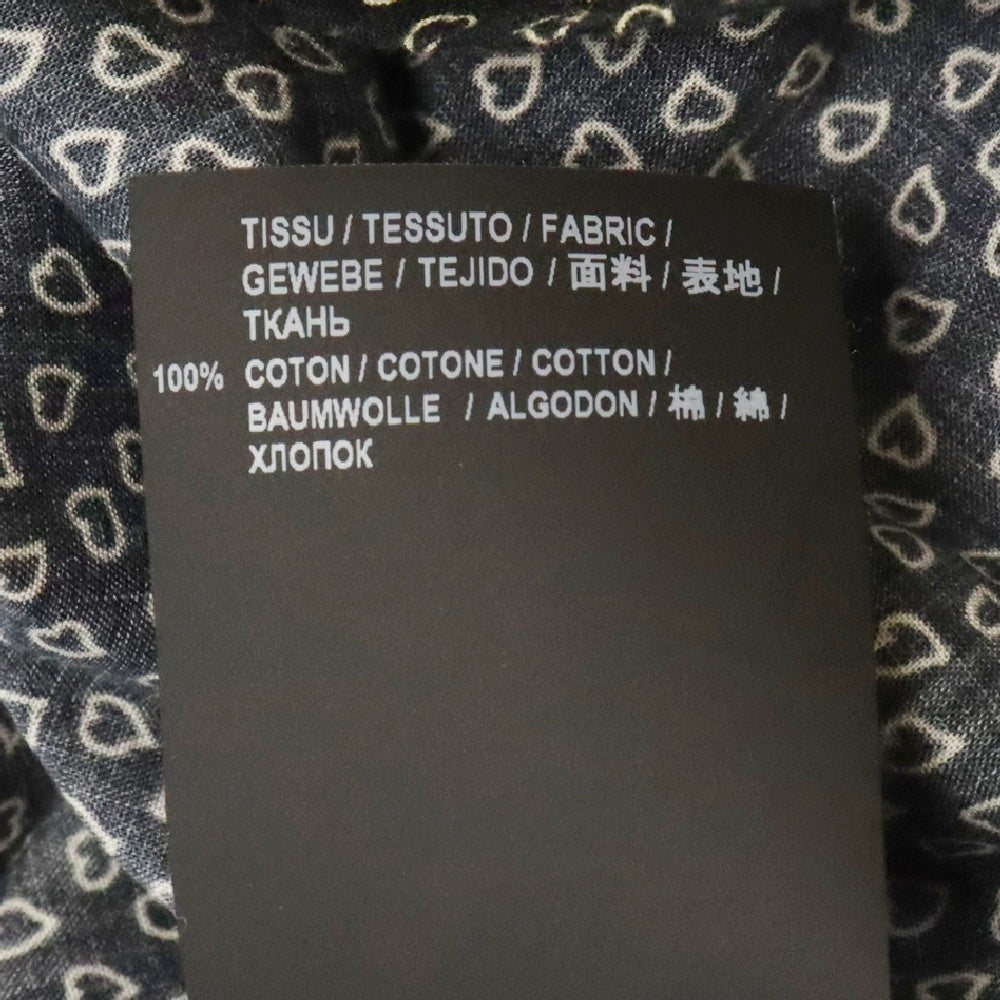 TISSU / TESSUTO / FABRIC /
GEWEBE / TEJIDO / 面料 / 表地 /
ТКАНЬ
100% COTON / COTONE / COTTON /
BAUMWOLLE / ALGODON / 棉 / 綿 /
ХЛОПОК